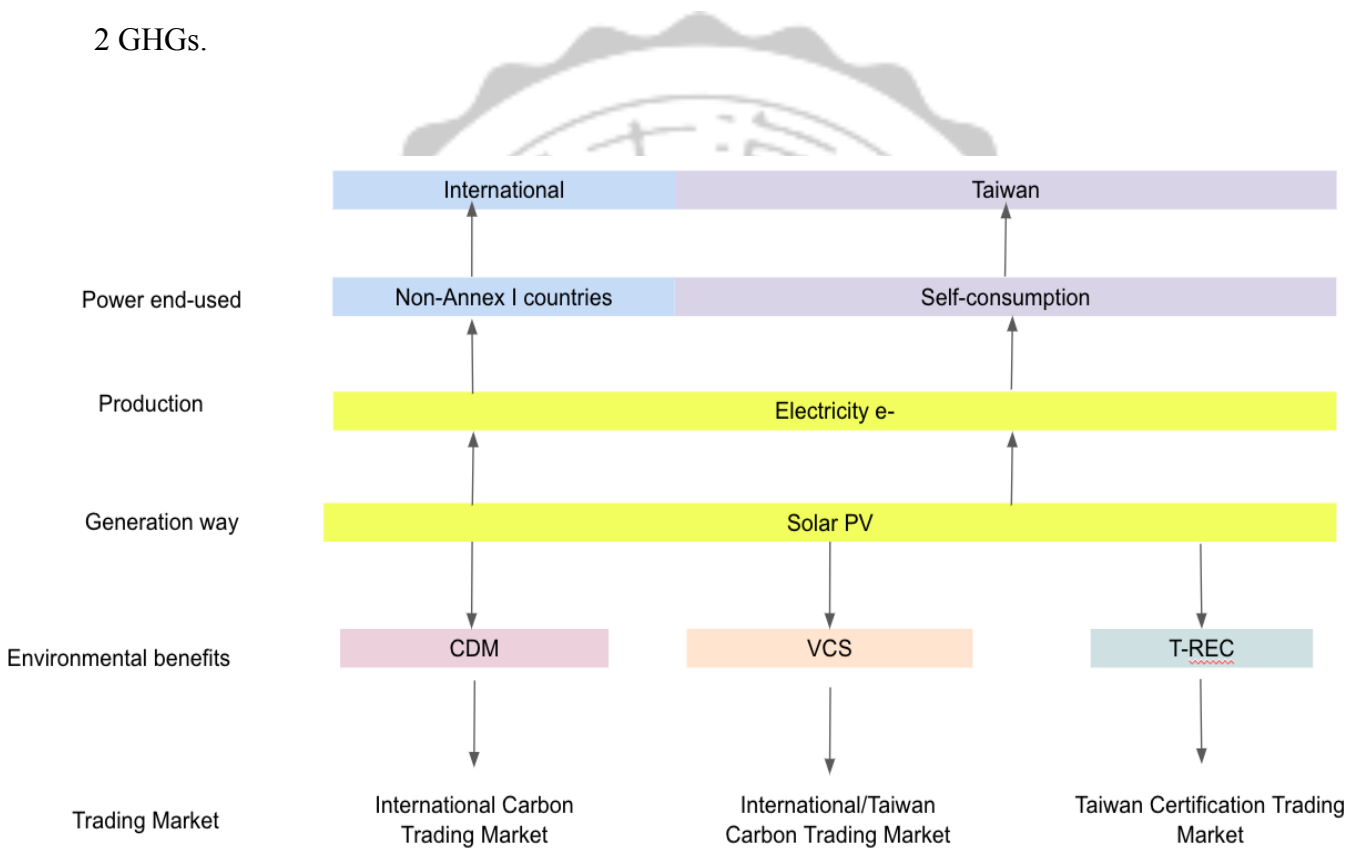 2 GHGs.
International Taiwan
Power end-used Non-Annex I countries Self-consumption
Production Electricity e-
Generation way Solar PV
Environmental benefits CDM VCS T-REC
Trading Market
International Carbon
Trading Market
International/Taiwan
Carbon Trading Market
Taiwan Certification Trading
Market